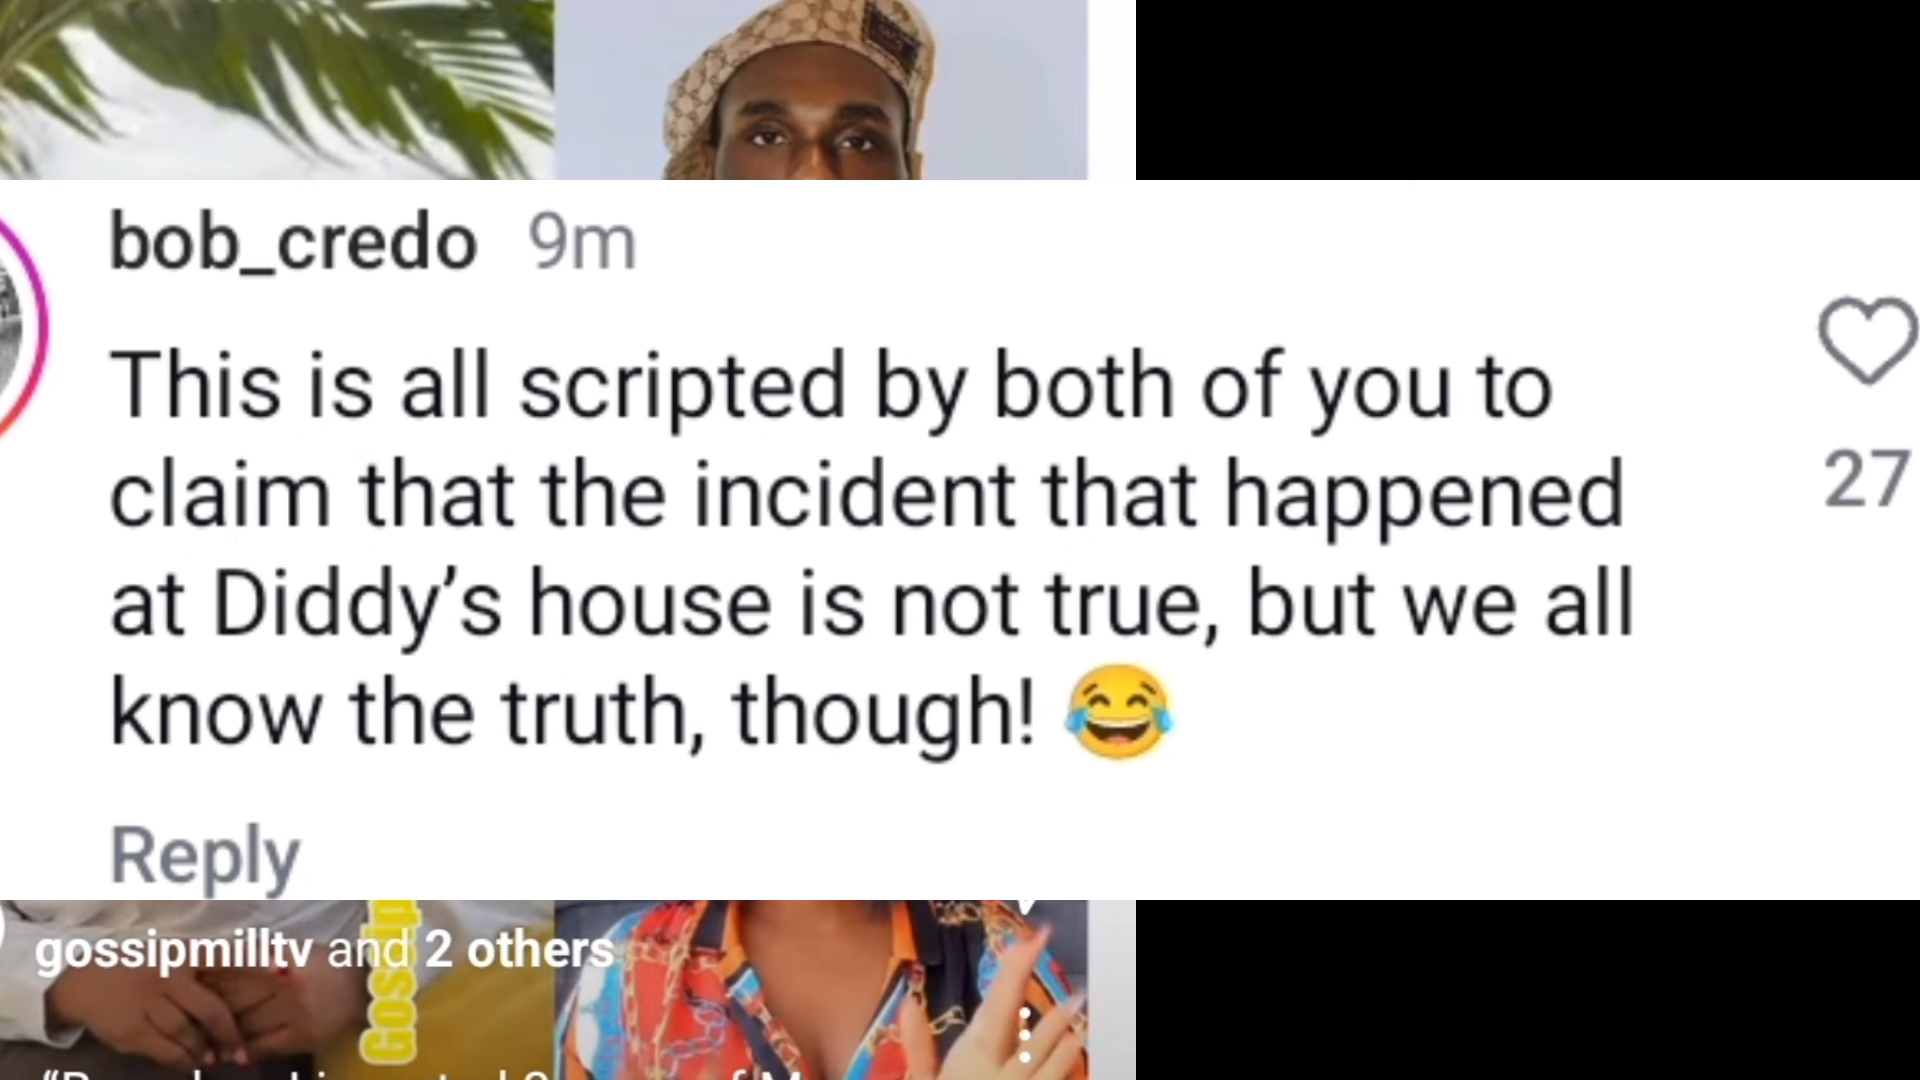 bob_credo 9m
This is all scripted by both of you to
claim that the incident that happened
at Diddy’s house is not true, but we all
know the truth, though! 😂
27
Reply
gossipmilltv and 2 others
Gossip